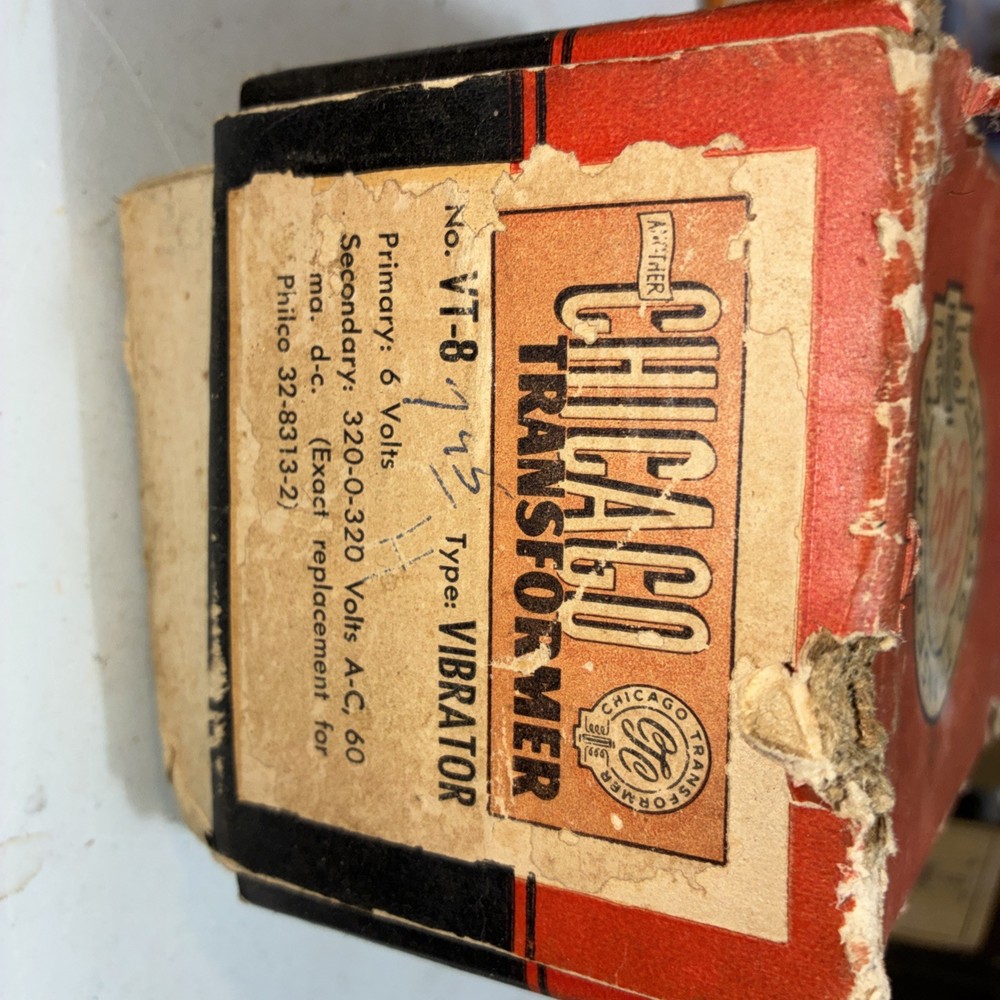 ANOTHER
CHICAGO
TRANSFORMER
CHICAGO TRANSFORMER
No. VT-8 Type: VIBRATOR
745
Primary: 6 Volts
Secondary: 320-0-320 Volts A-C, 60
ma. d-c. (Exact replacement for
Philco 32-8313-2)